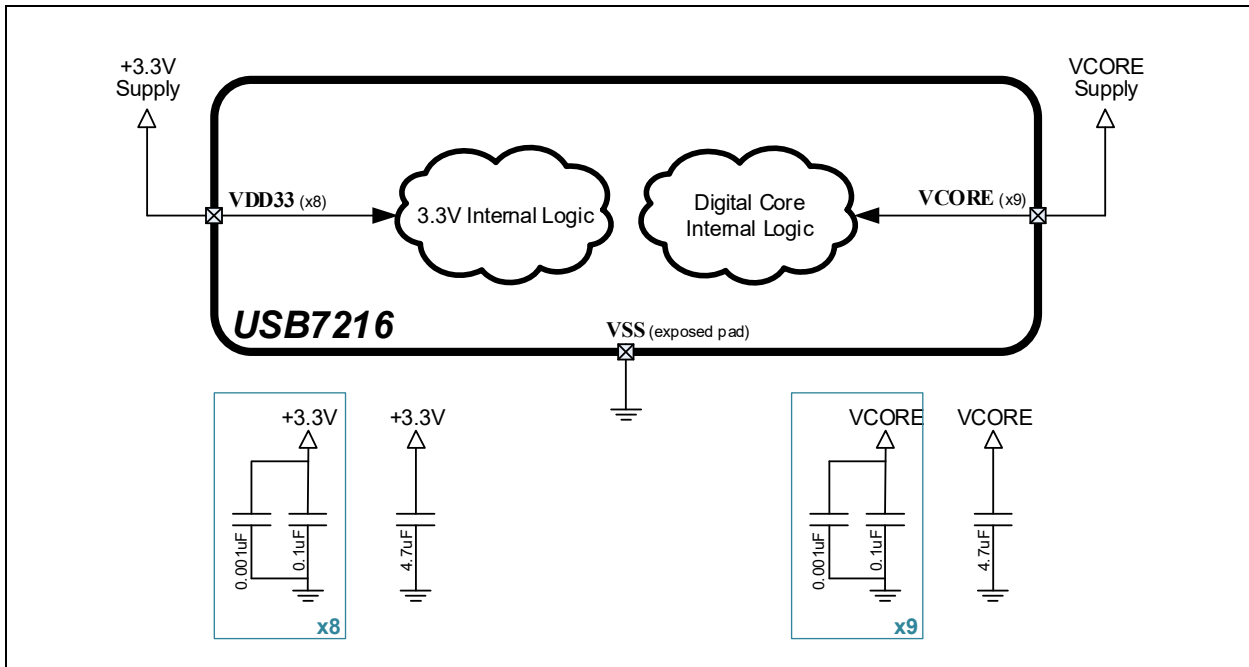 +3.3V
Supply
VCORE
Supply
VDD33 (x8)
3.3V Internal Logic
Digital Core
Internal Logic
VCORE (x9)
USB7216
VSS (exposed pad)
+3.3V
+3.3V
VCORE
VCORE
0.001uF
0.1uF
4.7uF
0.001uF
0.1uF
4.7uF
x8
x9